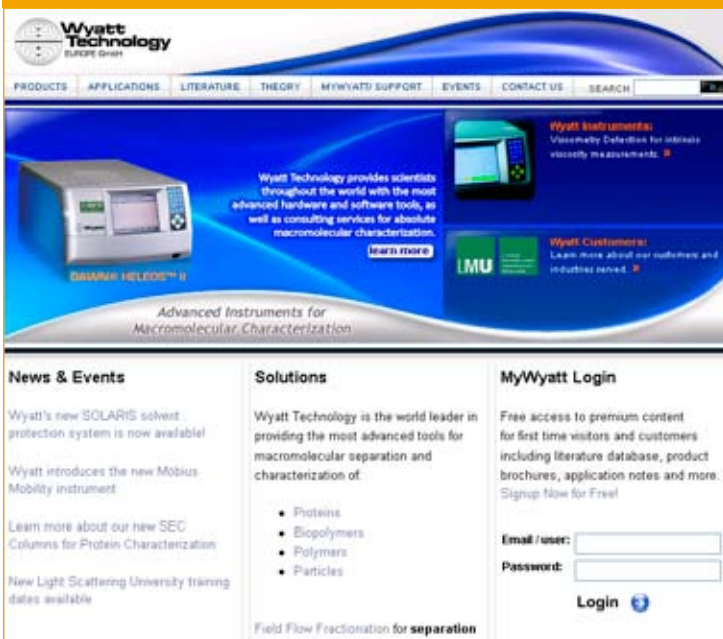 Wyatt
Technology
EUROPE GmbH
PRODUCTS APPLICATIONS LITERATURE THEORY MYWYATT/ SUPPORT EVENTS CONTACT US SEARCH
Wyatt Technology provides scientists
throughout the world with the most
advanced hardware and software tools, as
well as consulting services for absolute
macromolecular characterization.
learn more
DAWN® HELEOS™ II
Advanced Instruments for
Macromolecular Characterization
Wyatt Instruments:
Viscometry Detection for intrinsic
viscosity measurements.
LMU
Wyatt Customers:
Learn more about our customers and
industries served.
News & Events
Wyatt's new SOLARIS solvent
protection system is now available!
Wyatt introduces the new Möbius
Mobility instrument
Learn more about our new SEC
Columns for Protein Characterization
New Light Scattering University training
dates available
Solutions
Wyatt Technology is the world leader in
providing the most advanced tools for
macromolecular separation and
characterization of:
• Proteins
• Biopolymers
• Polymers
• Particles
Field Flow Fractionation for separation
MyWyatt Login
Free access to premium content
for first time visitors and customers
including literature database, product
brochures, application notes and more.
Signup Now for Free!
Email / user:
Password:
Login